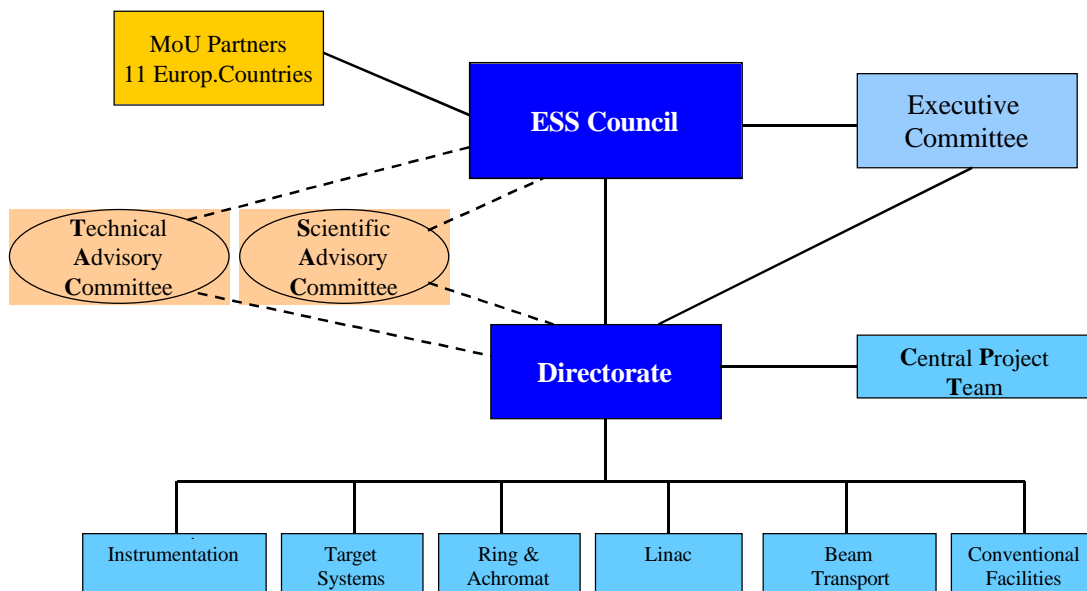 MoU Partners
11 Europ.Countries
ESS Council
Executive
Committee
Technical
Advisory
Committee
Scientific
Advisory
Committee
Directorate
Central Project
Team
Instrumentation
Target
Systems
Ring &
Achromat
Linac
Beam
Transport
Conventional
Facilities